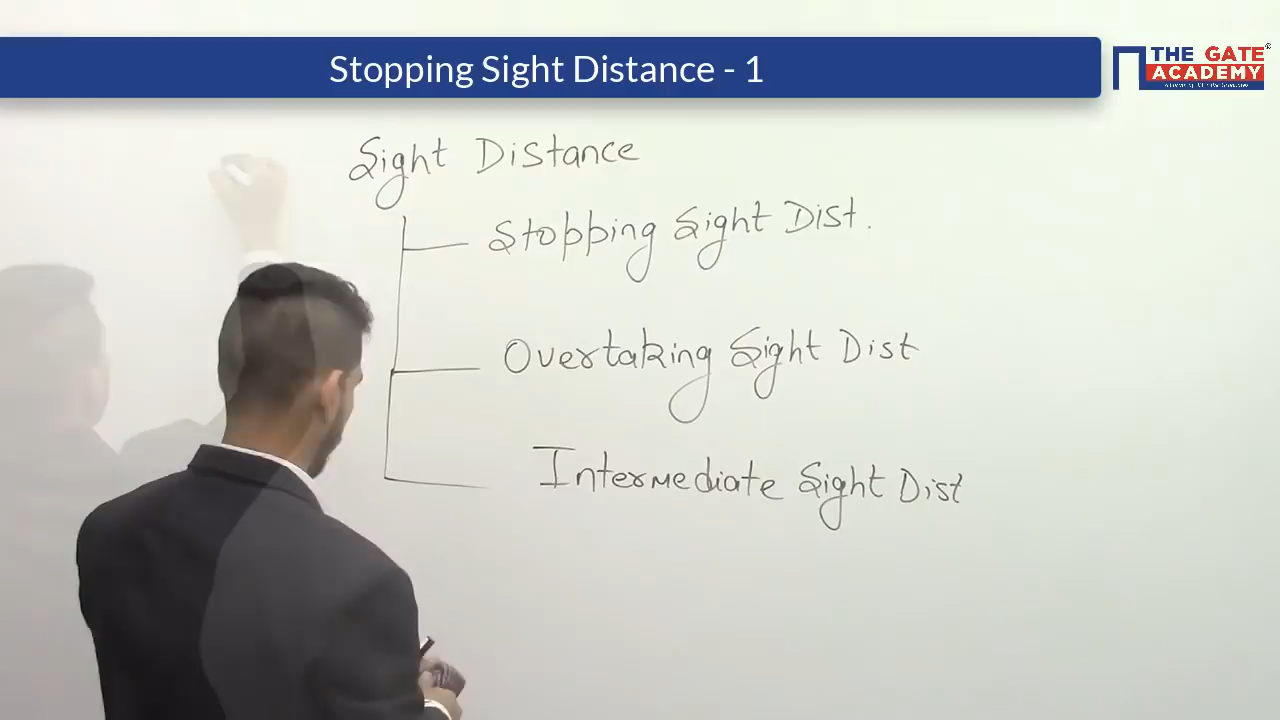 Stopping Sight Distance - 1
THE GATE
ACADEMY
Sight Distance
Stopping Sight Dist.
Overtaking Sight Dist
Intermediate Sight Dist